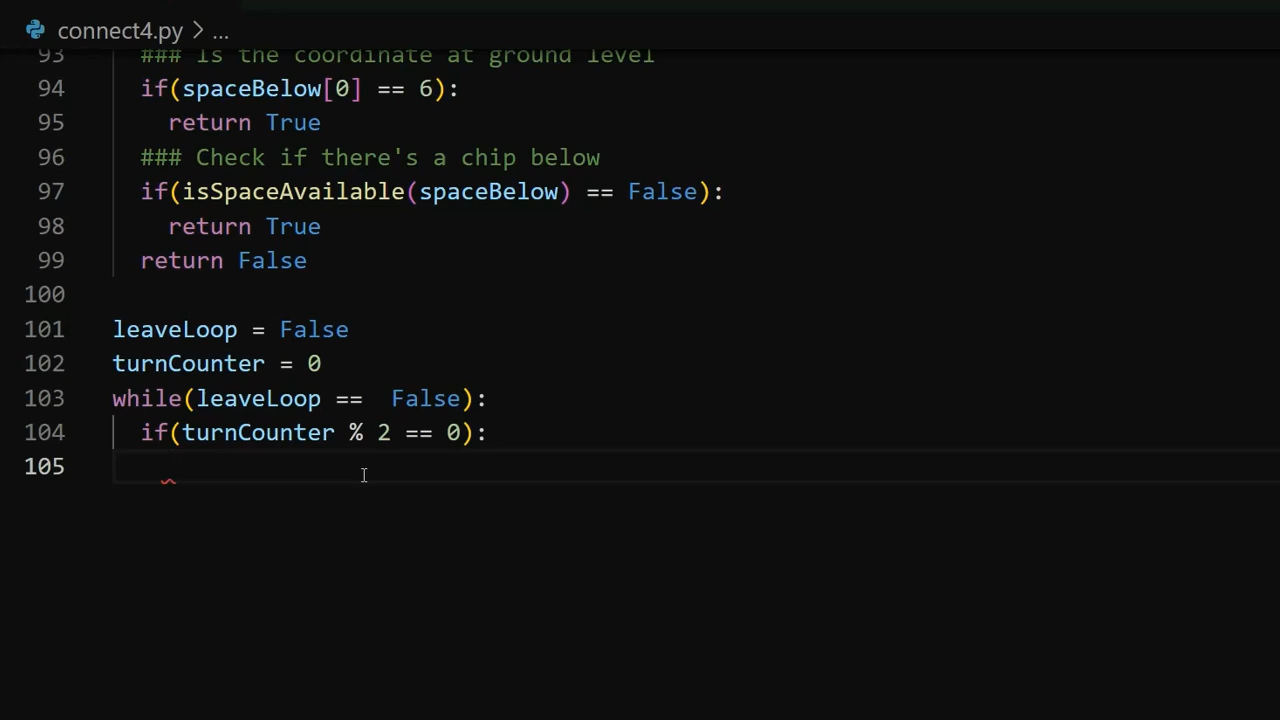 connect4.py > ...
93 ### Is the coordinate at ground level
94 if(spaceBelow[0] == 6):
95 return True
96 ### Check if there's a chip below
97 if(isSpaceAvailable(spaceBelow) == False):
98 return True
99 return False
100
101 leaveLoop = False
102 turnCounter = 0
103 while(leaveLoop ==  False):
104 if(turnCounter % 2 == 0):
105